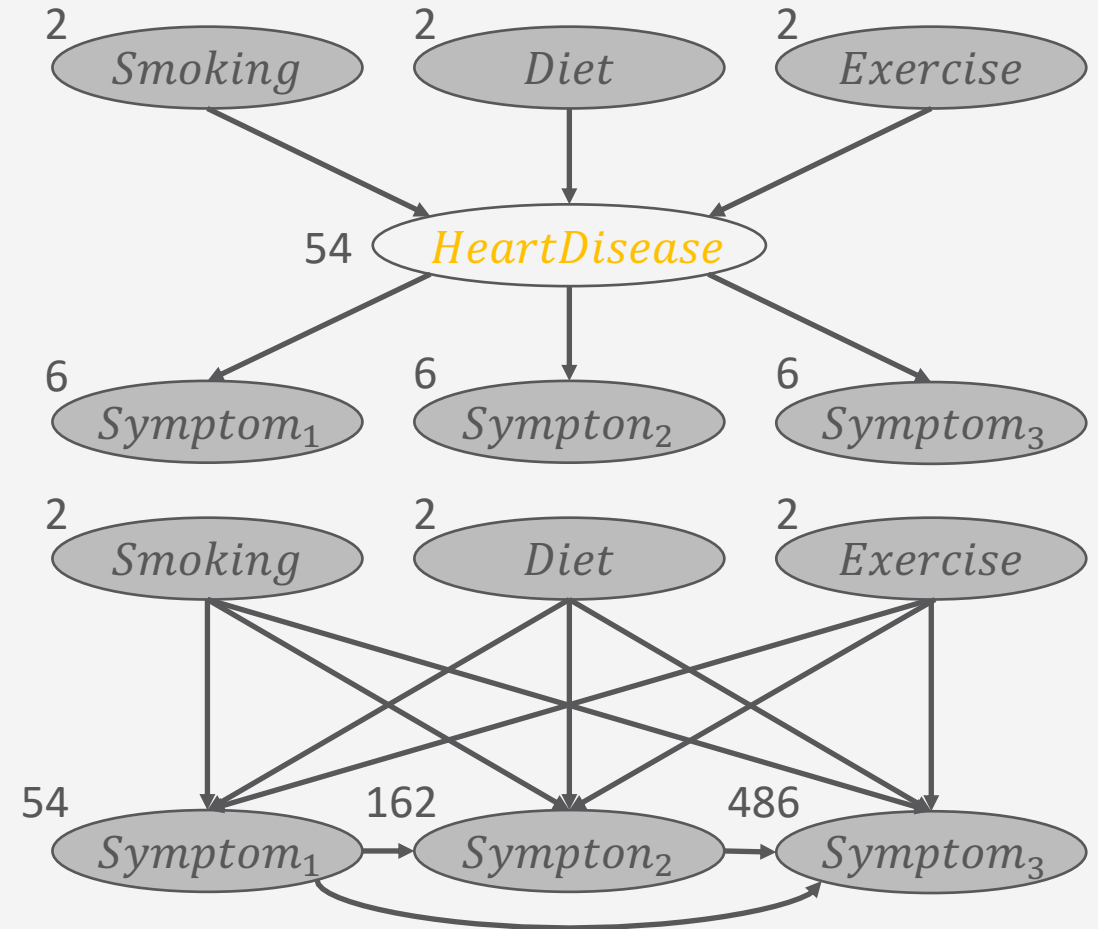 2 2 2
Smoking Diet Exercise
54 HeartDisease
6 6 6
Symptom₁ Sympton₂ Symptom₃
2 2 2
Smoking Diet Exercise
54 162 486
Symptom₁ Sympton₂ Symptom₃